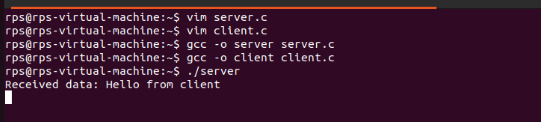 rps@rps-virtual-machine:~$ vim server.c
rps@rps-virtual-machine:~$ vim client.c
rps@rps-virtual-machine:~$ gcc -o server server.c
rps@rps-virtual-machine:~$ gcc -o client client.c
rps@rps-virtual-machine:~$ ./server
Received data: Hello from client